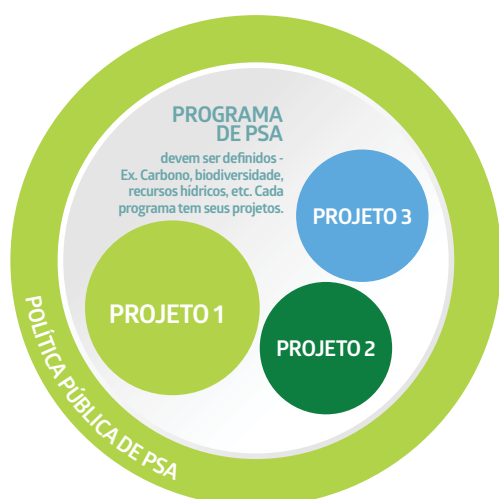 PROGRAMA
DE PSA
devem ser definidos -
Ex. Carbono, biodiversidade,
recursos hídricos, etc. Cada
programa tem seus projetos.
PROJETO 3
PROJETO 1
PROJETO 2
POLÍTICA PÚBLICA DE PSA